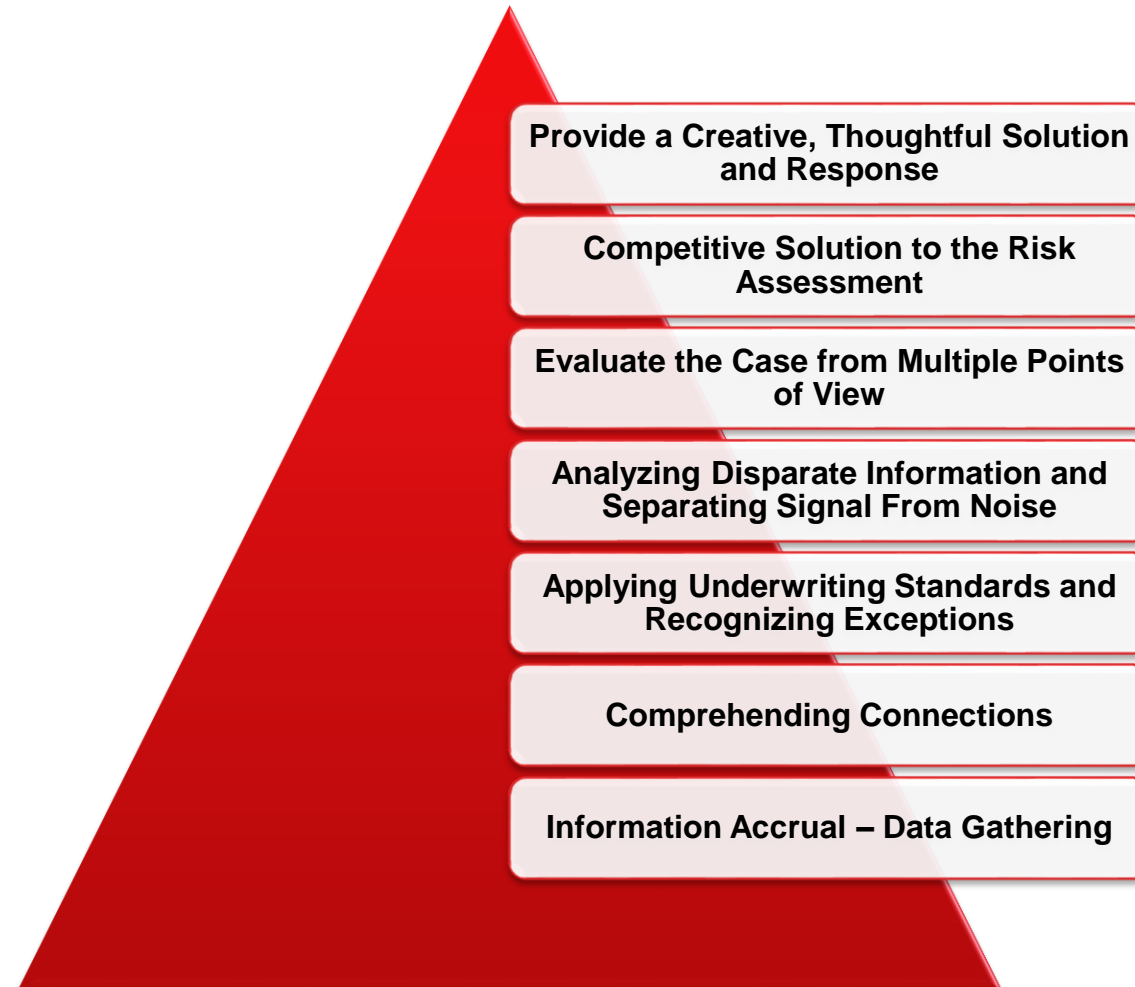 Provide a Creative, Thoughtful Solution
and Response
Competitive Solution to the Risk
Assessment
Evaluate the Case from Multiple Points
of View
Analyzing Disparate Information and
Separating Signal From Noise
Applying Underwriting Standards and
Recognizing Exceptions
Comprehending Connections
Information Accrual – Data Gathering